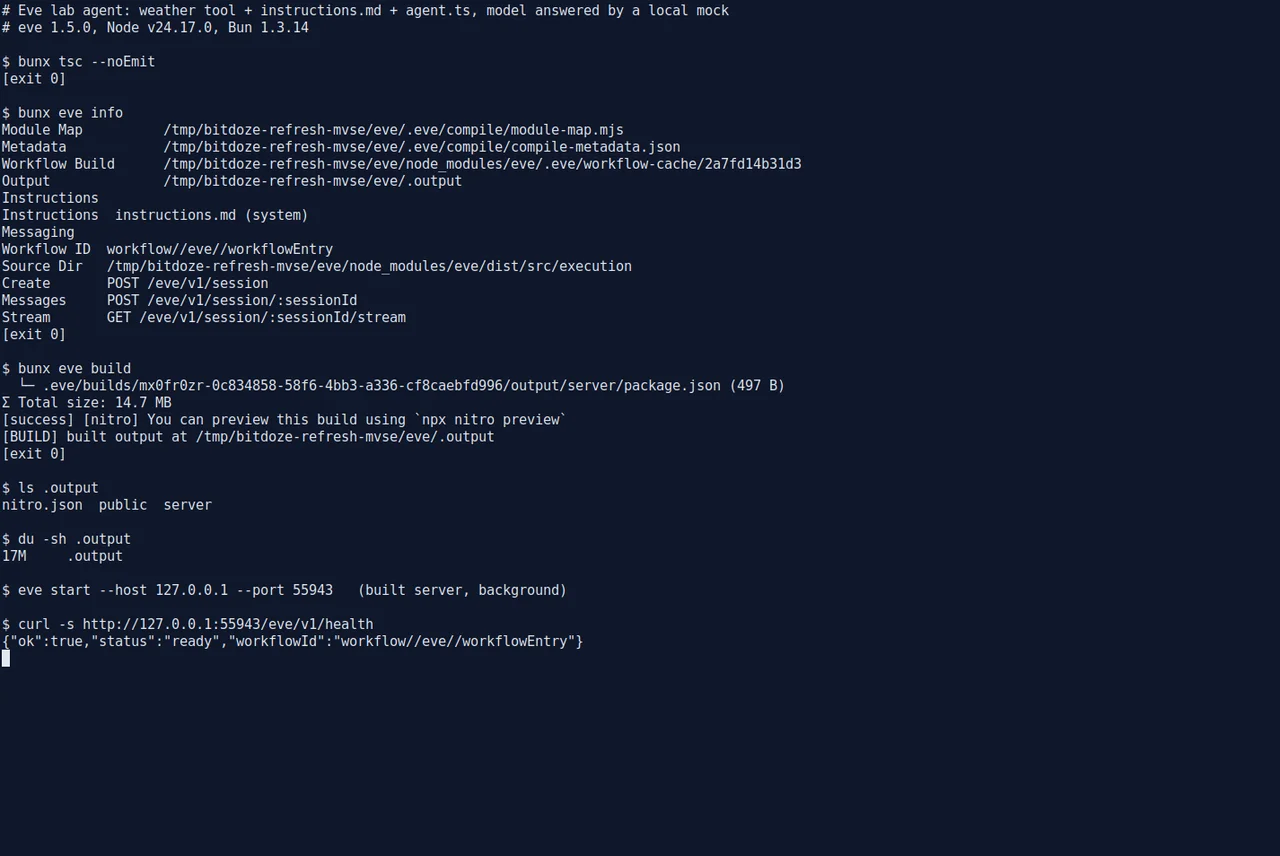 # Eve lab agent: weather tool + instructions.md + agent.ts, model answered by a local mock
# eve 1.5.0, Node v24.17.0, Bun 1.3.14
$ bunx tsc --noEmit
[exit 0]
$ bunx eve info
Module Map          /tmp/bitdoze-refresh-mvse/eve/.eve/compile/module-map.mjs
Metadata            /tmp/bitdoze-refresh-mvse/eve/.eve/compile/compile-metadata.json
Workflow Build      /tmp/bitdoze-refresh-mvse/eve/node_modules/eve/.eve/workflow-cache/2a7fd14b31d3
Output              /tmp/bitdoze-refresh-mvse/eve/.output
Instructions
Instructions  instructions.md (system)
Messaging
Workflow ID  workflow//eve//workflowEntry
Source Dir   /tmp/bitdoze-refresh-mvse/eve/node_modules/eve/dist/src/execution
Create       POST /eve/v1/session
Messages     POST /eve/v1/session/:sessionId
Stream       GET /eve/v1/session/:sessionId/stream
[exit 0]
$ bunx eve build
  └─ .eve/builds/mx0fr0zr-0c834858-58f6-4bb3-a336-cf8caebfd996/output/server/package.json (497 B)
Σ Total size: 14.7 MB
[success] [nitro] You can preview this build using `npx nitro preview`
[BUILD] built output at /tmp/bitdoze-refresh-mvse/eve/.output
[exit 0]
$ ls .output
nitro.json  public  server
$ du -sh .output
17M     .output
$ eve start --host 127.0.0.1 --port 55943   (built server, background)
$ curl -s http://127.0.0.1:55943/eve/v1/health
{"ok":true,"status":"ready","workflowId":"workflow//eve//workflowEntry"}